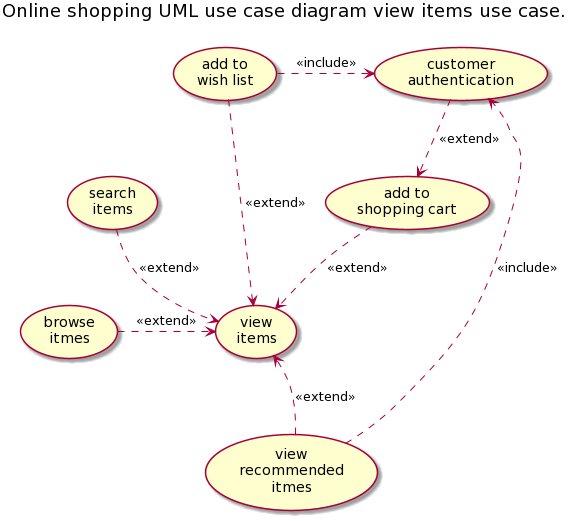 Online shopping UML use case diagram view items use case.
add to
wish list
«include»
customer
authentication
«extend»
search
items
«extend»
add to
shopping cart
«extend»
«extend»
«include»
browse
itmes
«extend»
view
items
«extend»
view
recommended
itmes